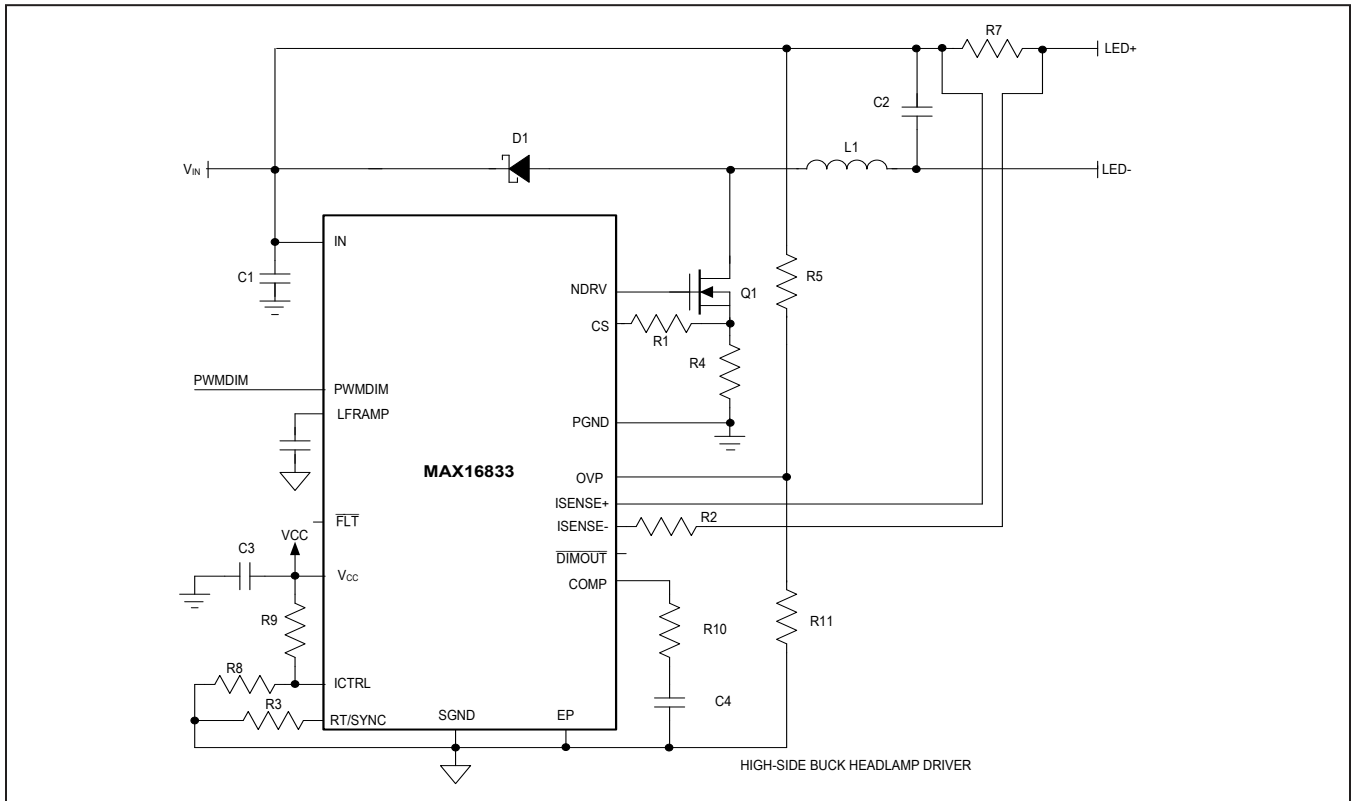 R7
LED+
C2
D1
L1
VIN
LED-
IN
C1
R5
NDRV
Q1
CS
R1
R4
PWMDIM
PWMDIM
LFRAMP
PGND
MAX16833
OVP
ISENSE+
R2
ISENSE-
FLT
VCC
DIMOUT
C3
VCC
COMP
R9
R10
R11
R8
ICTRL
C4
R3
RT/SYNC
SGND
EP
HIGH-SIDE BUCK HEADLAMP DRIVER